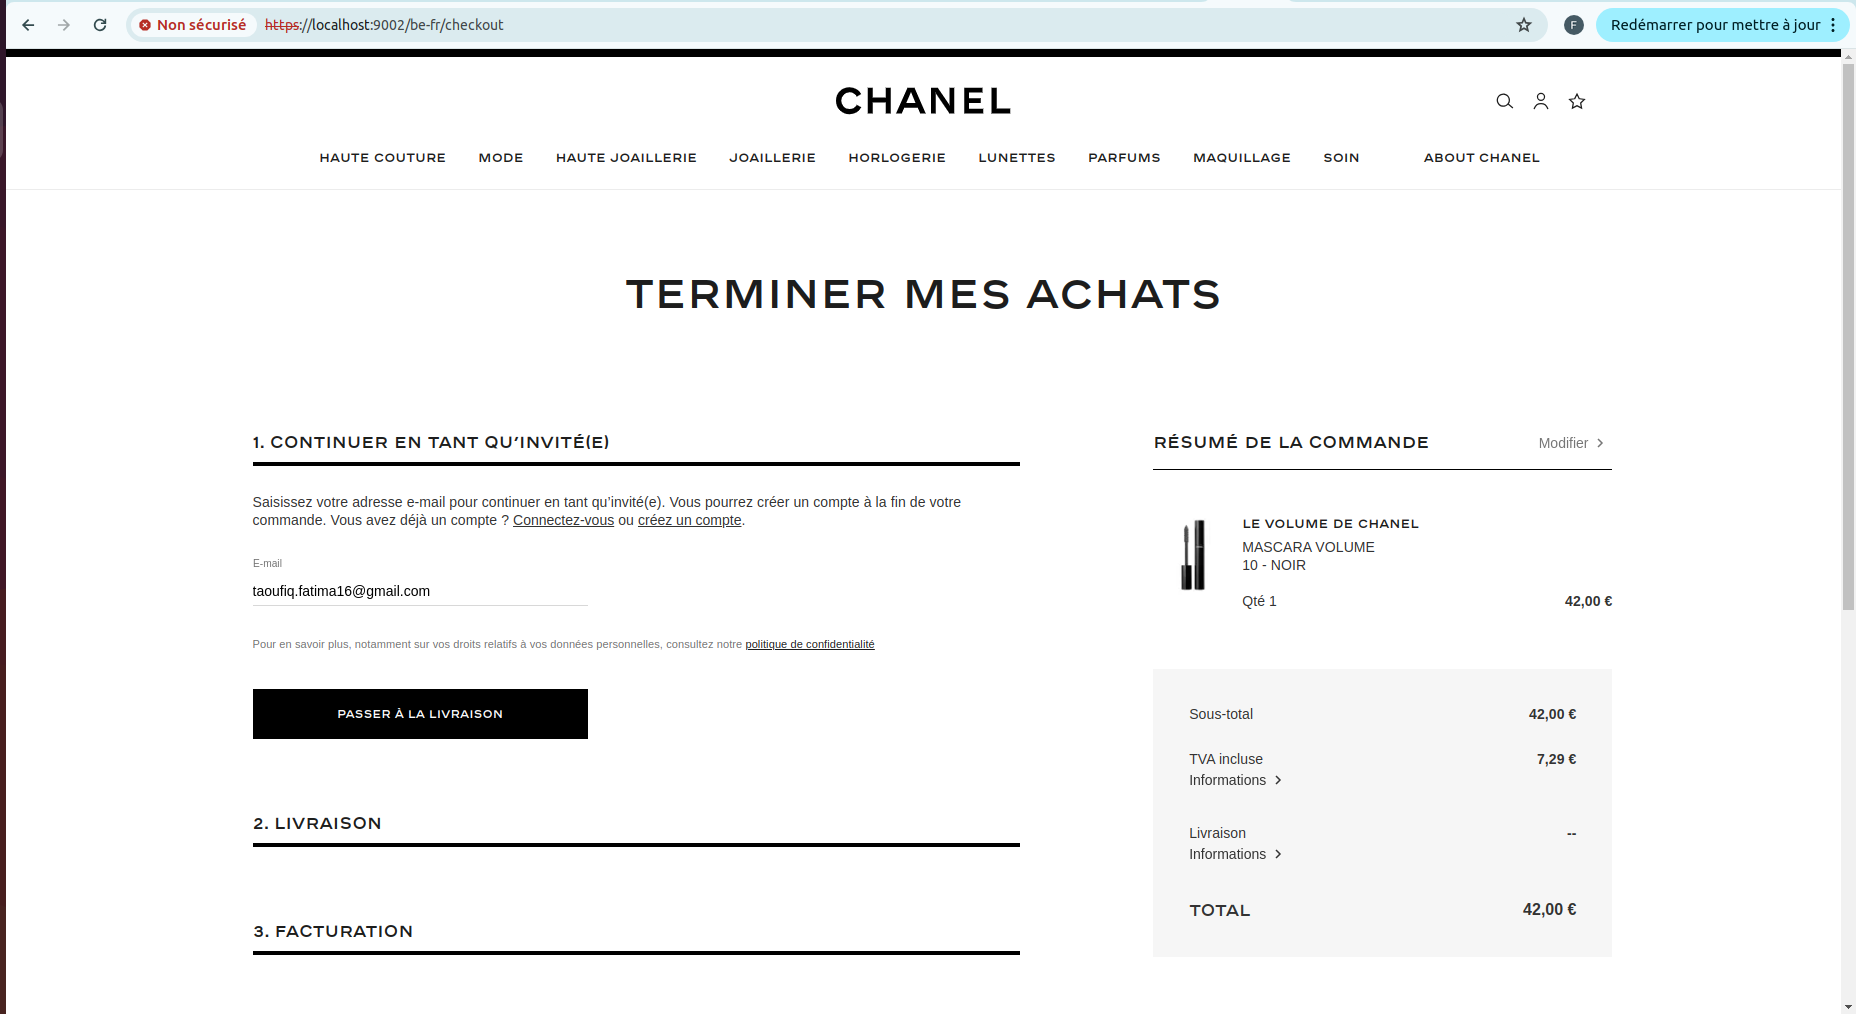 Non sécurisé https://localhost:9002/be-fr/checkout F Redémarrer pour mettre à jour
CHANEL
HAUTE COUTURE MODE HAUTE JOAILLERIE JOAILLERIE HORLOGERIE LUNETTES PARFUMS MAQUILLAGE SOIN ABOUT CHANEL
TERMINER MES ACHATS
1. CONTINUER EN TANT QU'INVITÉ(E)
Saisissez votre adresse e-mail pour continuer en tant qu'invité(e). Vous pourrez créer un compte à la fin de votre
commande. Vous avez déjà un compte ? Connectez-vous ou créez un compte.
E-mail
taoufiq.fatima16@gmail.com
Pour en savoir plus, notamment sur vos droits relatifs à vos données personnelles, consultez notre politique de confidentialité
PASSER À LA LIVRAISON
2. LIVRAISON
3. FACTURATION
RÉSUMÉ DE LA COMMANDE Modifier
LE VOLUME DE CHANEL
MASCARA VOLUME
10 - NOIR
Qté 1 42,00 €
Sous-total 42,00 €
TVA incluse 7,29 €
Informations
Livraison --
Informations
TOTAL 42,00 €